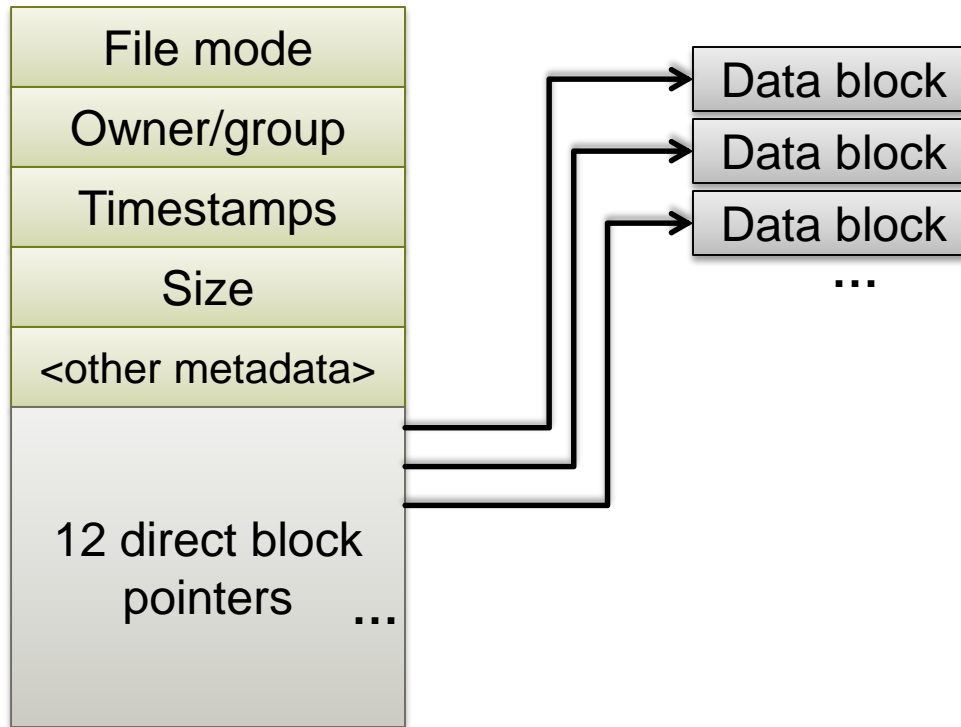 File mode
Owner/group
Timestamps
Size
<other metadata>
12 direct block
pointers
...
Data block
Data block
Data block
...